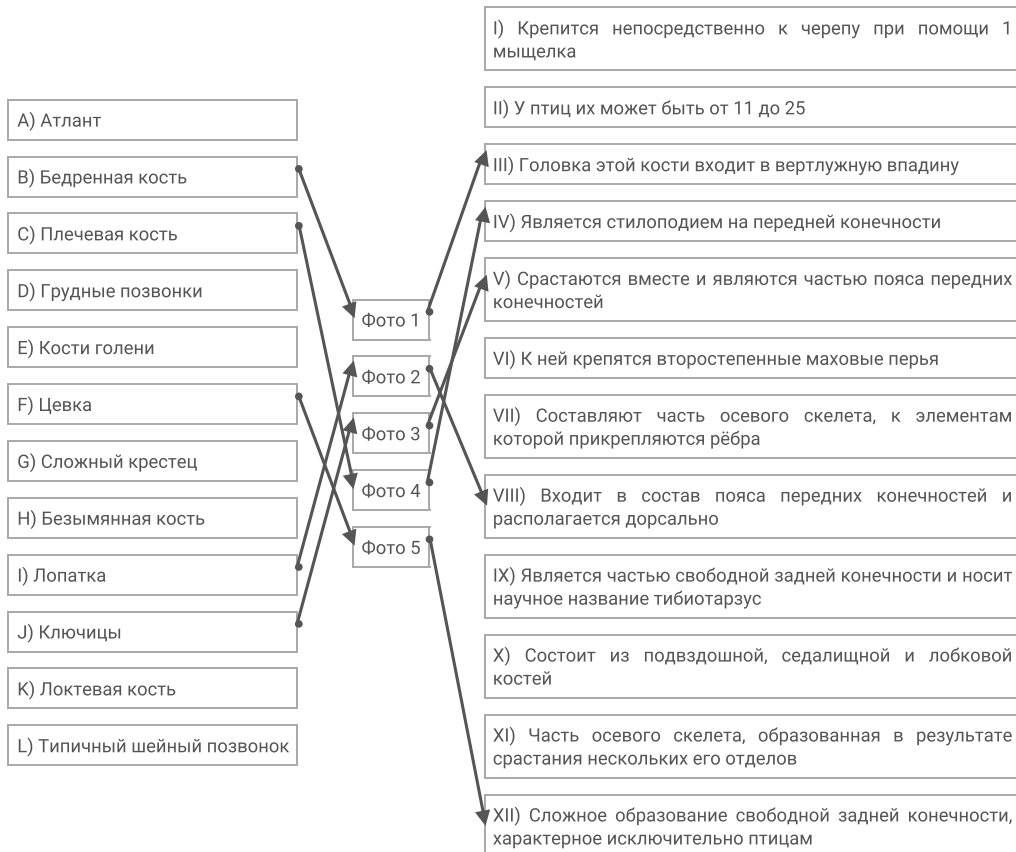 A) Атлант
B) Бедренная кость
C) Плечевая кость
D) Грудные позвонки
E) Кости голени
F) Цевка
G) Сложный крестец
H) Безымянная кость
I) Лопатка
J) Ключицы
K) Локтевая кость
L) Типичный шейный позвонок
Фото 1
Фото 2
Фото 3
Фото 4
Фото 5
I) Крепится непосредственно к черепу при помощи 1
мыщелка
II) У птиц их может быть от 11 до 25
III) Головка этой кости входит в вертлужную впадину
IV) Является стилоподием на передней конечности
V) Срастаются вместе и являются частью пояса передних
конечностей
VI) К ней крепятся второстепенные маховые перья
VII) Составляют часть осевого скелета, к элементам
которой прикрепляются рёбра
VIII) Входит в состав пояса передних конечностей и
располагается дорсально
IX) Является частью свободной задней конечности и носит
научное название тибиотарзус
X) Состоит из подвздошной, седалищной и лобковой
костей
XI) Часть осевого скелета, образованная в результате
срастания нескольких его отделов
XII) Сложное образование свободной задней конечности,
характерное исключительно птицам